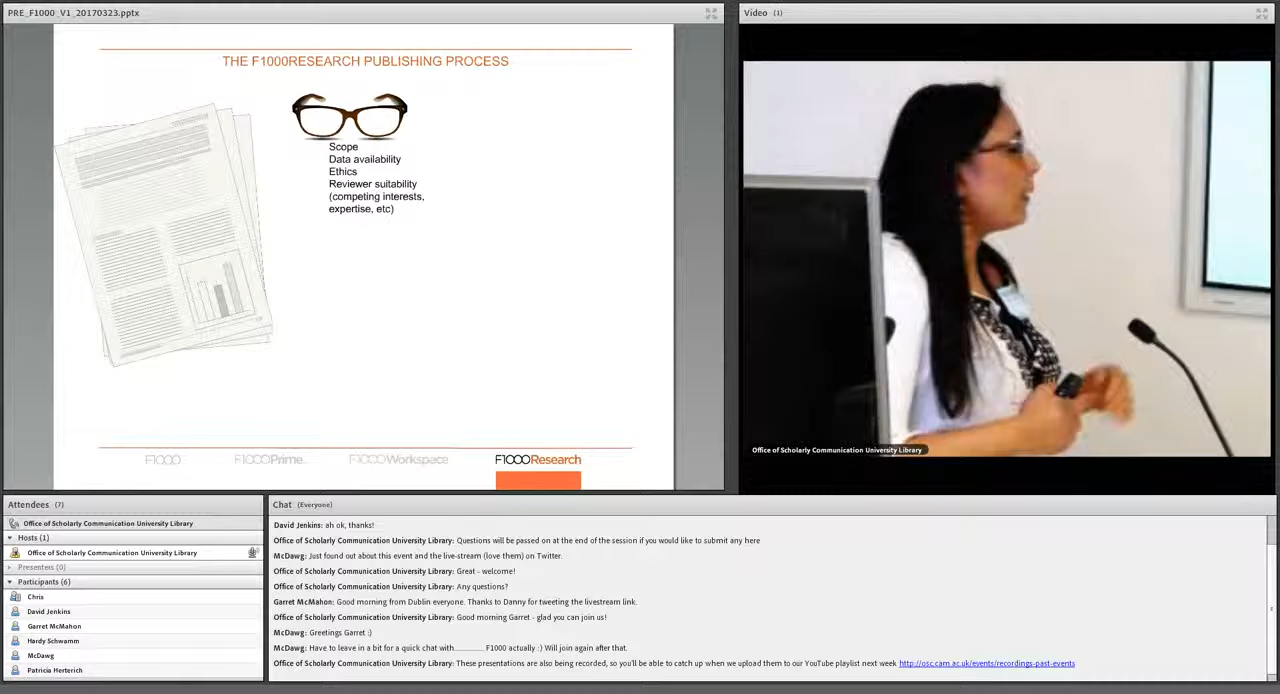 PRE_F1000_V1_20170323.pptx
THE F1000RESEARCH PUBLISHING PROCESS
Scope
Data availability
Ethics
Reviewer suitability
(competing interests,
expertise, etc)
F1000
F1000Prime
F1000Workspace
F1000Research
Video (1)
Office of Scholarly Communication University Library
Attendees (7)
Office of Scholarly Communication University Library
Hosts (1)
Office of Scholarly Communication University Library
Presenters (0)
Participants (6)
Chris
David Jenkins
Garret McMahon
Hardy Schwamm
McDawg
Patricia Herterich
Chat (Everyone)
David Jenkins: ah ok, thanks!
Office of Scholarly Communication University Library: Questions will be passed on at the end of the session if you would like to submit any here
McDawg: Just found out about this event and the live-stream (love them) on Twitter.
Office of Scholarly Communication University Library: Great - welcome!
Office of Scholarly Communication University Library: Any questions?
Garret McMahon: Good morning from Dublin everyone. Thanks to Danny for tweeting the livestream link.
Office of Scholarly Communication University Library: Good morning Garret - glad you can join us!
McDawg: Greetings Garret :)
McDawg: Have to leave in a bit for a quick chat with............... F1000 actually :) Will join again after that.
Office of Scholarly Communication University Library: These presentations are also being recorded, so you'll be able to catch up when we upload them to our YouTube playlist next week http://osc.cam.ac.uk/events/recordings-past-events